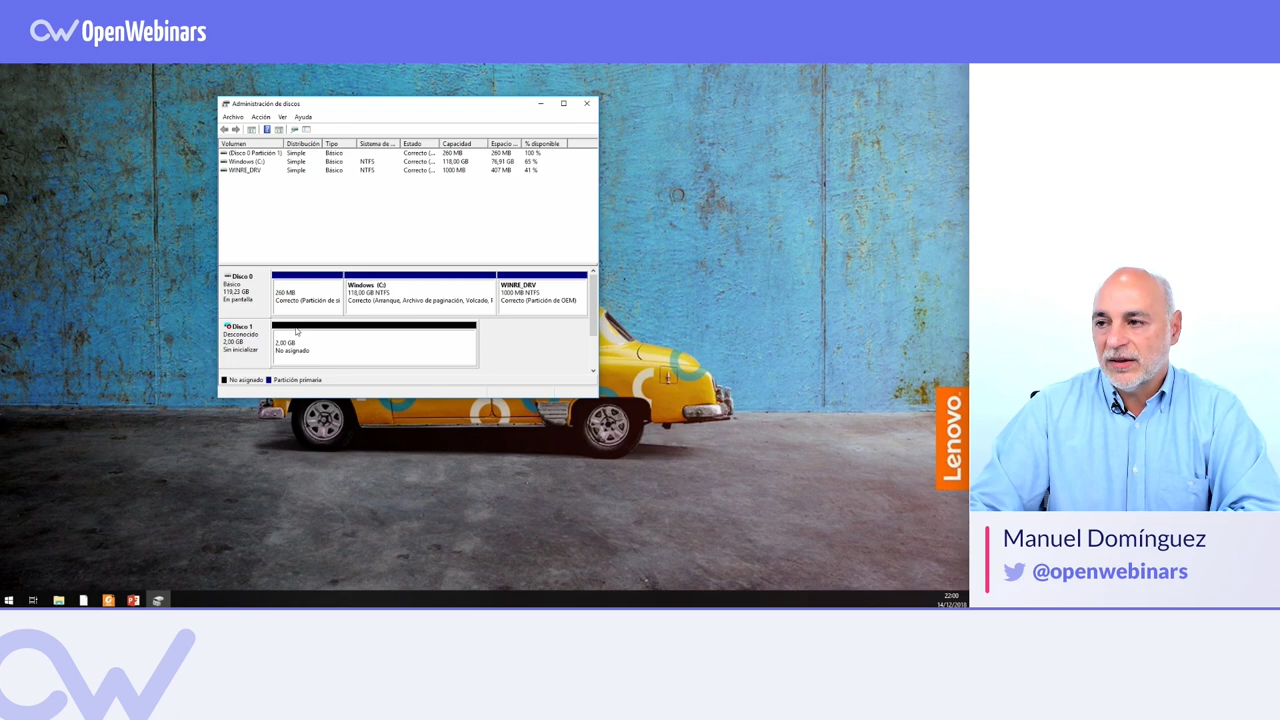 OpenWebinars
Administración de discos
Archivo Acción Ver Ayuda
Volumen Distribución Tipo Sistema de ... Estado Capacidad Espacio ... % disponible
(Disco 0 Partición 1) Simple Básico Correcto (... 260 MB 260 MB 100 %
Windows (C:) Simple Básico NTFS Correcto (... 118,00 GB 76,91 GB 65 %
WINRE_DRV Simple Básico NTFS Correcto (... 1000 MB 407 MB 41 %
Disco 0
Básico
119,23 GB
En pantalla
260 MB
Correcto (Partición de si
Windows (C:)
118,00 GB NTFS
Correcto (Arranque, Archivo de paginación, Volcado, F
WINRE_DRV
1000 MB NTFS
Correcto (Partición de OEM)
Disco 1
Desconocido
2,00 GB
Sin inicializar
2,00 GB
No asignado
No asignado Partición primaria
Lenovo
22:00
14/12/2018
Manuel Domínguez
@openwebinars